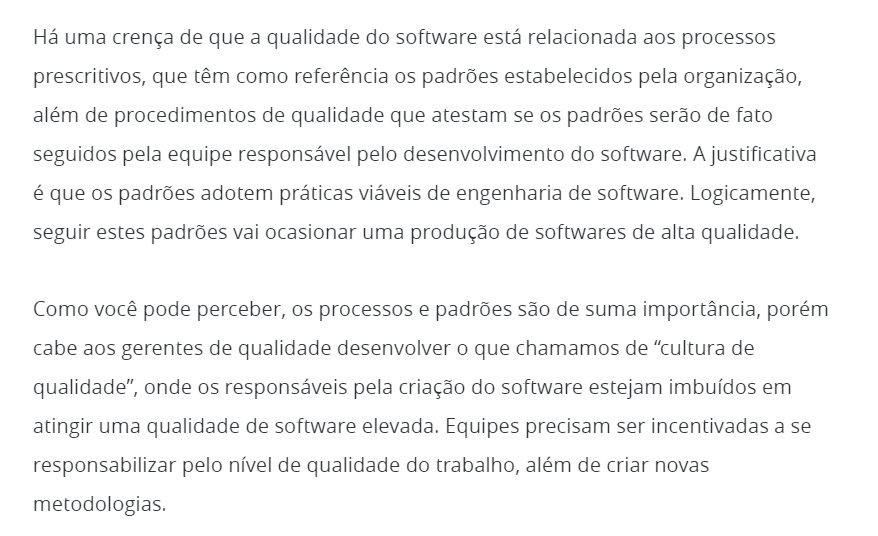 Há uma crença de que a qualidade do software está relacionada aos processos
prescritivos, que têm como referência os padrões estabelecidos pela organização,
além de procedimentos de qualidade que atestam se os padrões serão de fato
seguidos pela equipe responsável pelo desenvolvimento do software. A justificativa
é que os padrões adotem práticas viáveis de engenharia de software. Logicamente,
seguir estes padrões vai ocasionar uma produção de softwares de alta qualidade.
Como você pode perceber, os processos e padrões são de suma importância, porém
cabe aos gerentes de qualidade desenvolver o que chamamos de “cultura de
qualidade”, onde os responsáveis pela criação do software estejam imbuídos em
atingir uma qualidade de software elevada. Equipes precisam ser incentivadas a se
responsabilizar pelo nível de qualidade do trabalho, além de criar novas
metodologias.